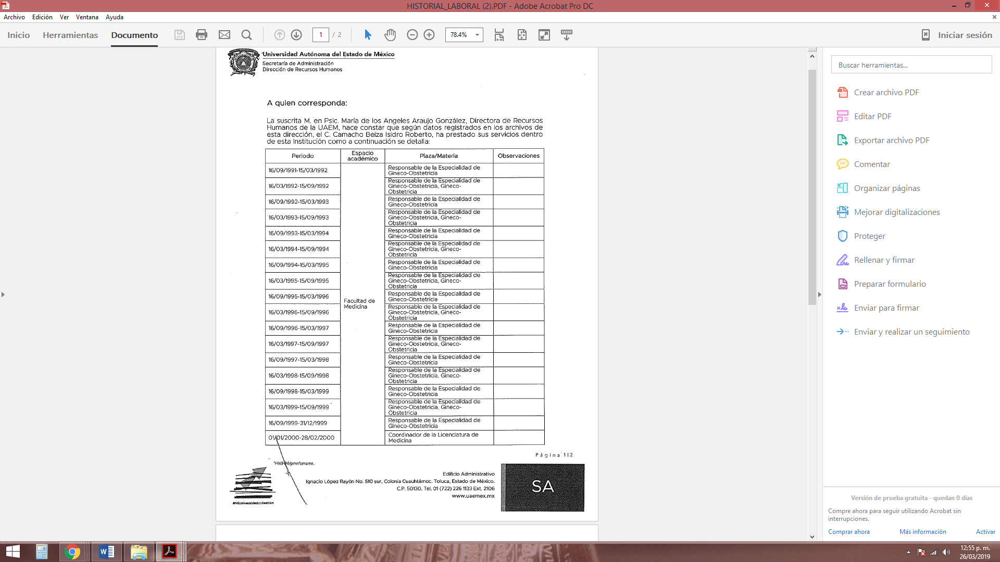 HISTORIAL_LABORAL (2).PDF - Adobe Acrobat Pro DC
Archivo Edición Ver Ventana Ayuda
Inicio Herramientas Documento 1 / 2 78.4% Iniciar sesión
Universidad Autónoma del Estado de México
Secretaría de Administración
Dirección de Recursos Humanos
A quien corresponda:
La suscrita M. en Psic. María de los Angeles Araujo González, Directora de Recursos
Humanos de la UAEM, hace constar que según datos registrados en los archivos de
esta dirección, el C. Camacho Beiza Isidro Roberto, ha prestado sus servicios dentro
de esta Institución como a continuación se detalla:
Periodo Espacio académico Plaza/Materia Observaciones
16/09/1991-15/03/1992 Responsable de la Especialidad de
Gineco-Obstetricia
16/03/1992-15/09/1992 Responsable de la Especialidad de
Gineco-Obstetricia, Gineco-
Obstetricia
16/09/1992-15/03/1993 Responsable de la Especialidad de
Gineco-Obstetricia
16/03/1993-15/09/1993 Responsable de la Especialidad de
Gineco-Obstetricia, Gineco-
Obstetricia
16/09/1993-15/03/1994 Responsable de la Especialidad de
Gineco-Obstetricia
16/03/1994-15/09/1994 Responsable de la Especialidad de
Gineco-Obstetricia, Gineco-
Obstetricia
16/09/1994-15/03/1995 Responsable de la Especialidad de
Gineco-Obstetricia
16/03/1995-15/09/1995 Responsable de la Especialidad de
Gineco-Obstetricia, Gineco-
Obstetricia
16/09/1995-15/03/1996 Responsable de la Especialidad de
Gineco-Obstetricia
Facultad de
Medicina
16/03/1996-15/09/1996 Responsable de la Especialidad de
Gineco-Obstetricia, Gineco-
Obstetricia
16/09/1996-15/03/1997 Responsable de la Especialidad de
Gineco-Obstetricia
16/03/1997-15/09/1997 Responsable de la Especialidad de
Gineco-Obstetricia, Gineco-
Obstetricia
16/09/1997-15/03/1998 Responsable de la Especialidad de
Gineco-Obstetricia
16/03/1998-15/09/1998 Responsable de la Especialidad de
Gineco-Obstetricia, Gineco-
Obstetricia
16/09/1998-15/03/1999 Responsable de la Especialidad de
Gineco-Obstetricia
16/03/1999-15/09/1999 Responsable de la Especialidad de
Gineco-Obstetricia, Gineco-
Obstetricia
16/09/1999-31/12/1999 Responsable de la Especialidad de
Gineco-Obstetricia
01/01/2000-28/02/2000 Coordinador de la Licenciatura de
Medicina
Página 1|2
HMHM/pmr/smamr.
Edificio Administrativo
Ignacio López Rayón No. 510 sur, Colonia Cuauhtémoc. Toluca, Estado de México.
C.P. 50130. Tel. 01 (722) 226 1133 Ext. 2106
www.uaemex.mx
#MiUniversidadesGestión
SA
Buscar herramientas...
Crear archivo PDF
Editar PDF
Exportar archivo PDF
Comentar
Organizar páginas
Mejorar digitalizaciones
Proteger
Rellenar y firmar
Preparar formulario
Enviar para firmar
Enviar y realizar un seguimiento
Versión de prueba gratuita - quedan 0 días
Compre ahora para seguir utilizando Acrobat sin
interrupciones.
Comprar ahora Más información Activar
12:55 p. m.
26/03/2019